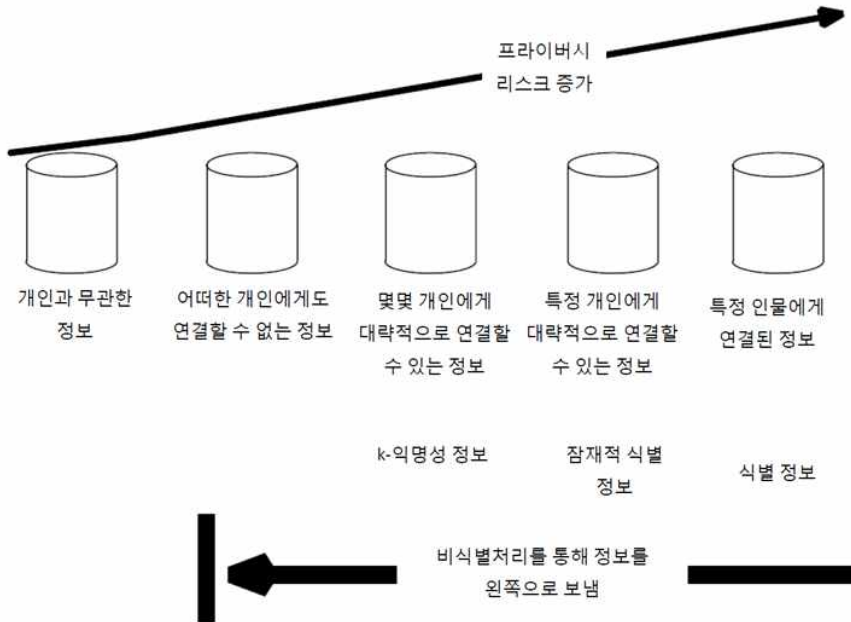 프라이버시
리스크 증가
개인과 무관한
정보
어떠한 개인에게도
연결할 수 없는 정보
몇몇 개인에게
대략적으로 연결할
수 있는 정보
특정 개인에게
대략적으로 연결할
수 있는 정보
특정 인물에게
연결된 정보
k-익명성 정보
잠재적 식별
정보
식별 정보
비식별처리를 통해 정보를
왼쪽으로 보냄